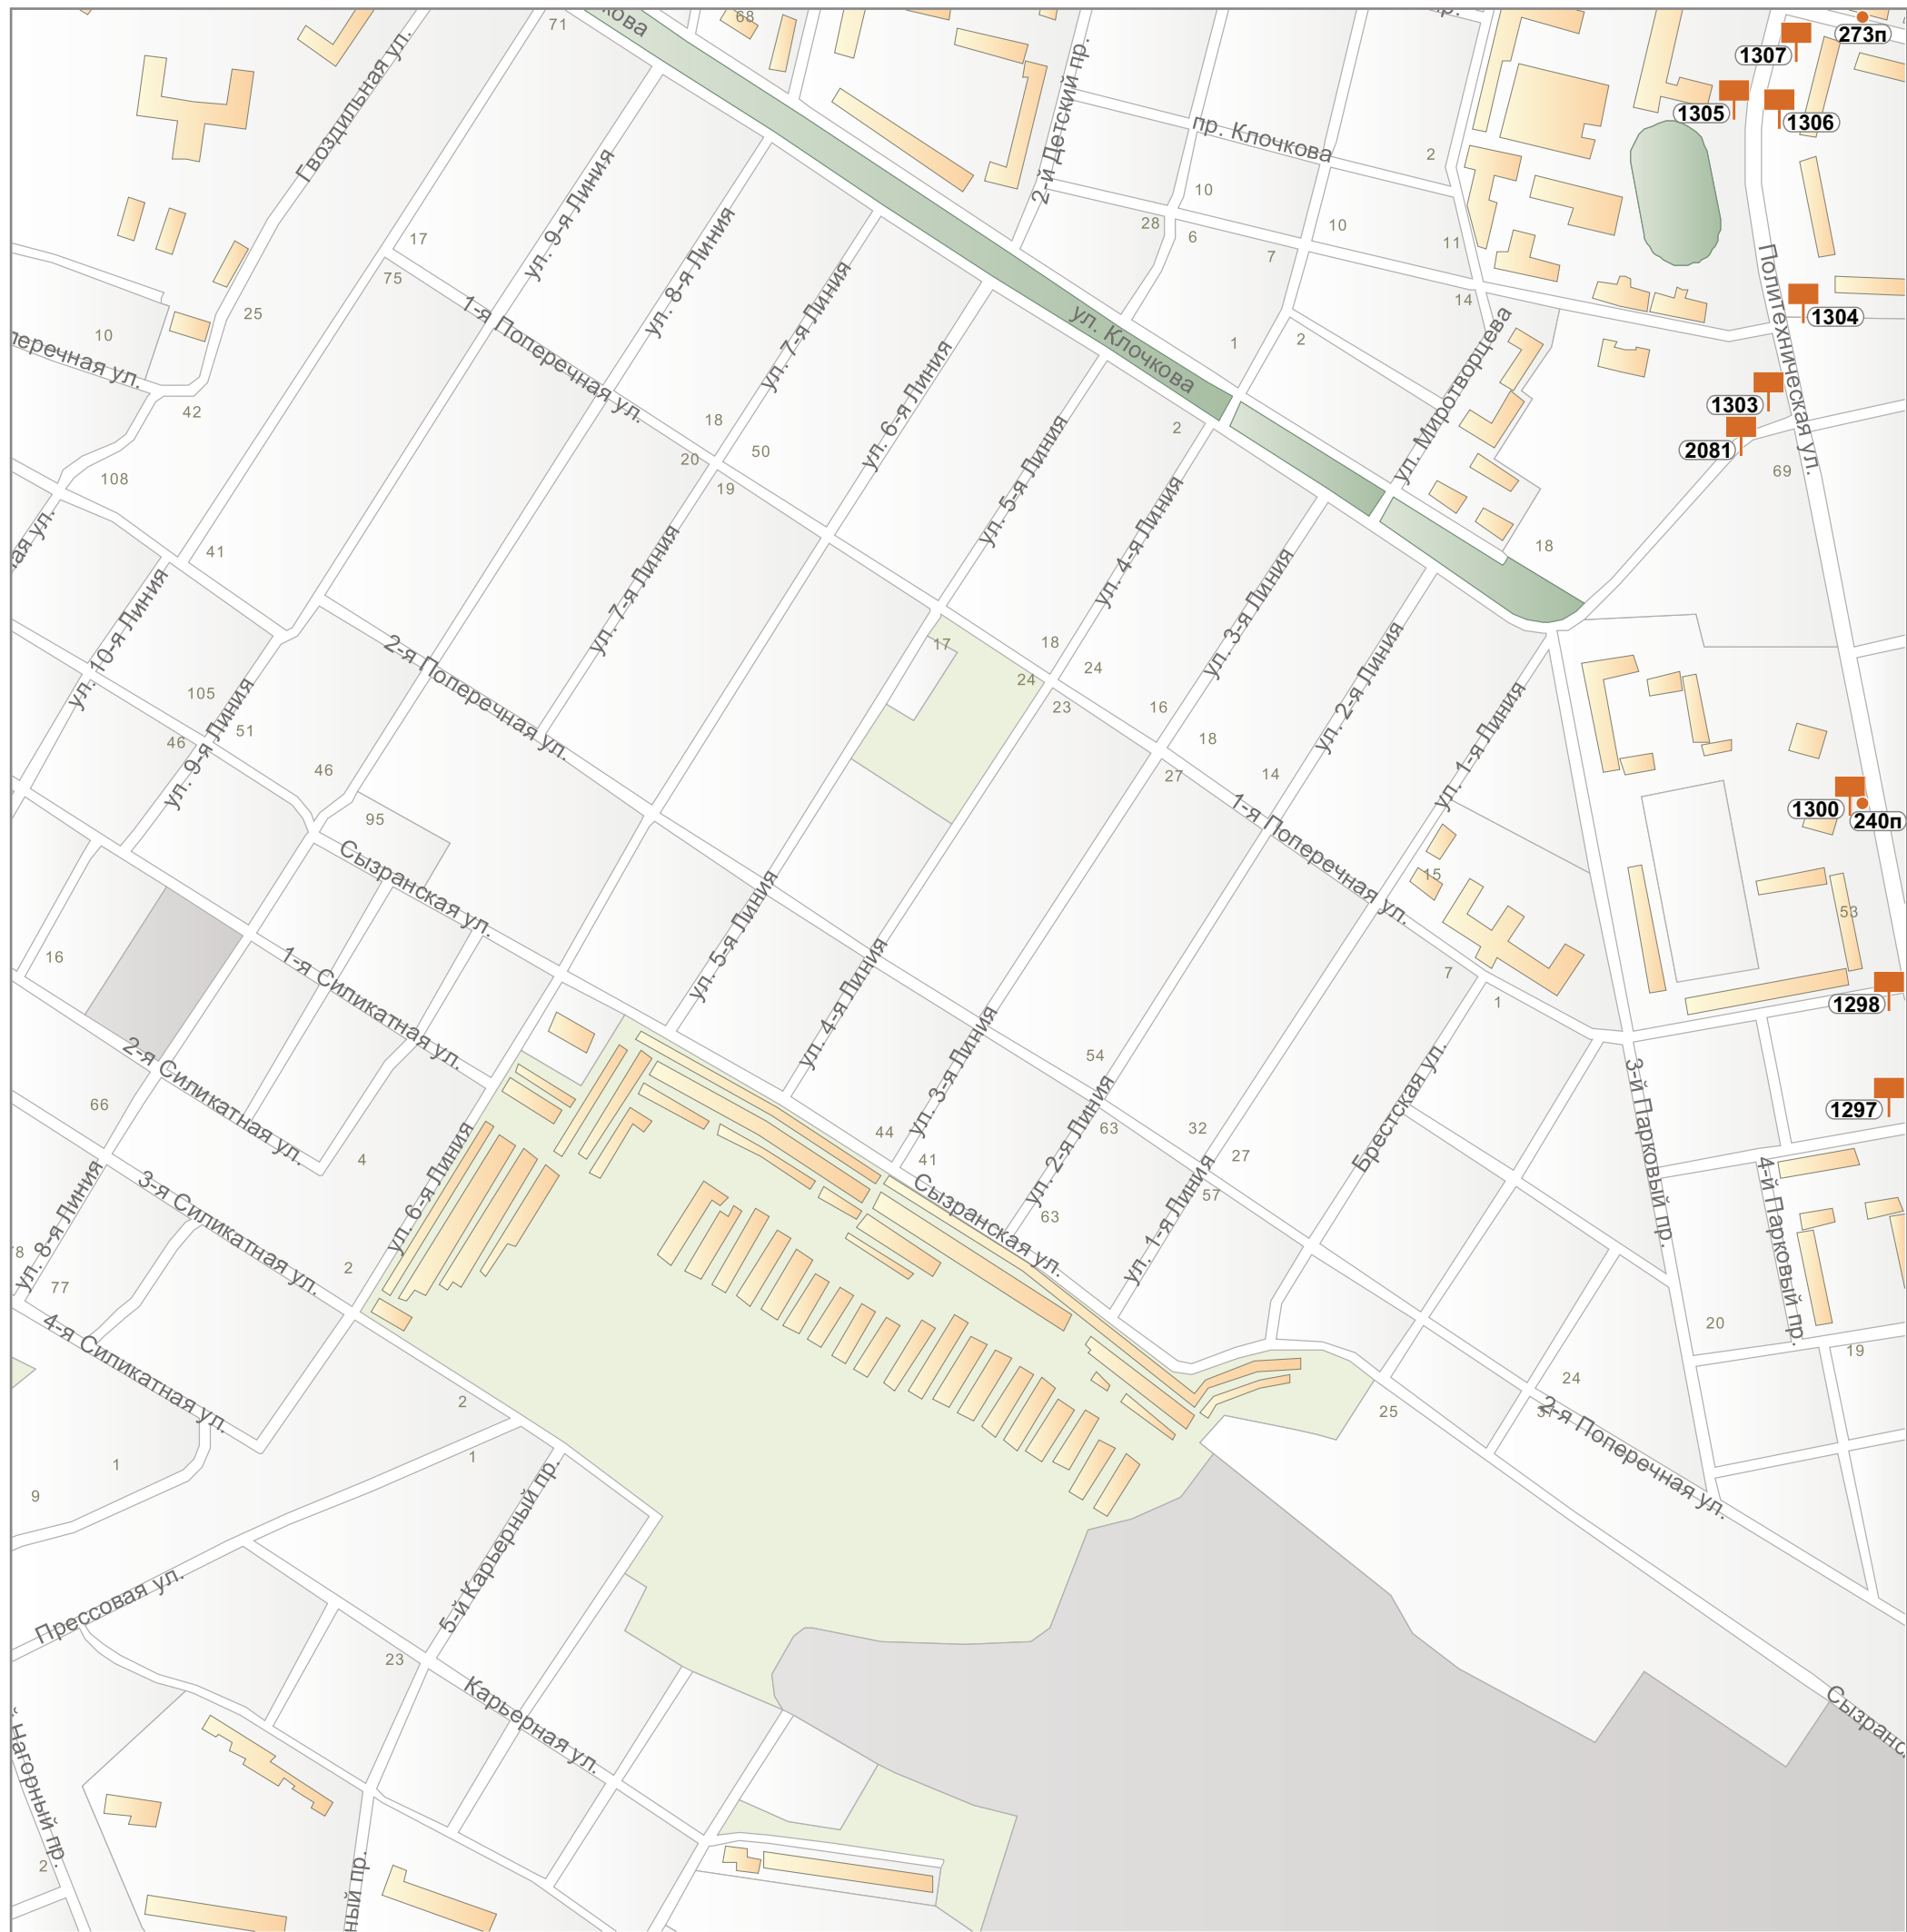 71
68
273п
1307
1305
1306
2-й Детский пр.
пр. Клочкова
2
Гвоздильная ул.
10
28
6
7
10
11
14
17
75
ул. 9-я Линия
ул. 8-я Линия
ул. 7-я Линия
25
10
42
1-я Поперечная ул.
ул. 6-я Линия
ул. Клочкова
1
2
ул. Миротворцева
Политехническая ул.
1304
1303
2081
69
18
20
50
19
2
ул. 5-я Линия
ул. 4-я Линия
108
41
18
ул. 7-я Линия
ул. 3-я Линия
ул. 10-я Линия
2-я Поперечная ул.
17
18
24
24
23
16
18
27
14
ул. 2-я Линия
ул. 1-я Линия
105
51
46
46
ул. 9-я Линия
95
1-я Поперечная ул.
15
1300
240п
53
Сызранская ул.
16
1-я Силикатная ул.
ул. 5-я Линия
ул. 4-я Линия
7
1
1298
2-я Силикатная ул.
66
4
ул. 3-я Линия
54
44
41
63
32
27
57
63
Брестская ул.
3-й Парковый пр.
1297
4-й Парковый пр.
ул. 8-я Линия
3-я Силикатная ул.
ул. 6-я Линия
Сызранская ул.
ул. 2-я Линия
ул. 1-я Линия
77
2
4-я Силикатная ул.
20
19
24
37
25
2-я Поперечная ул.
2
1
1
9
5-й Карьерный пр.
Прессовая ул.
23
Карьерная ул.
Нагорный пр.
2